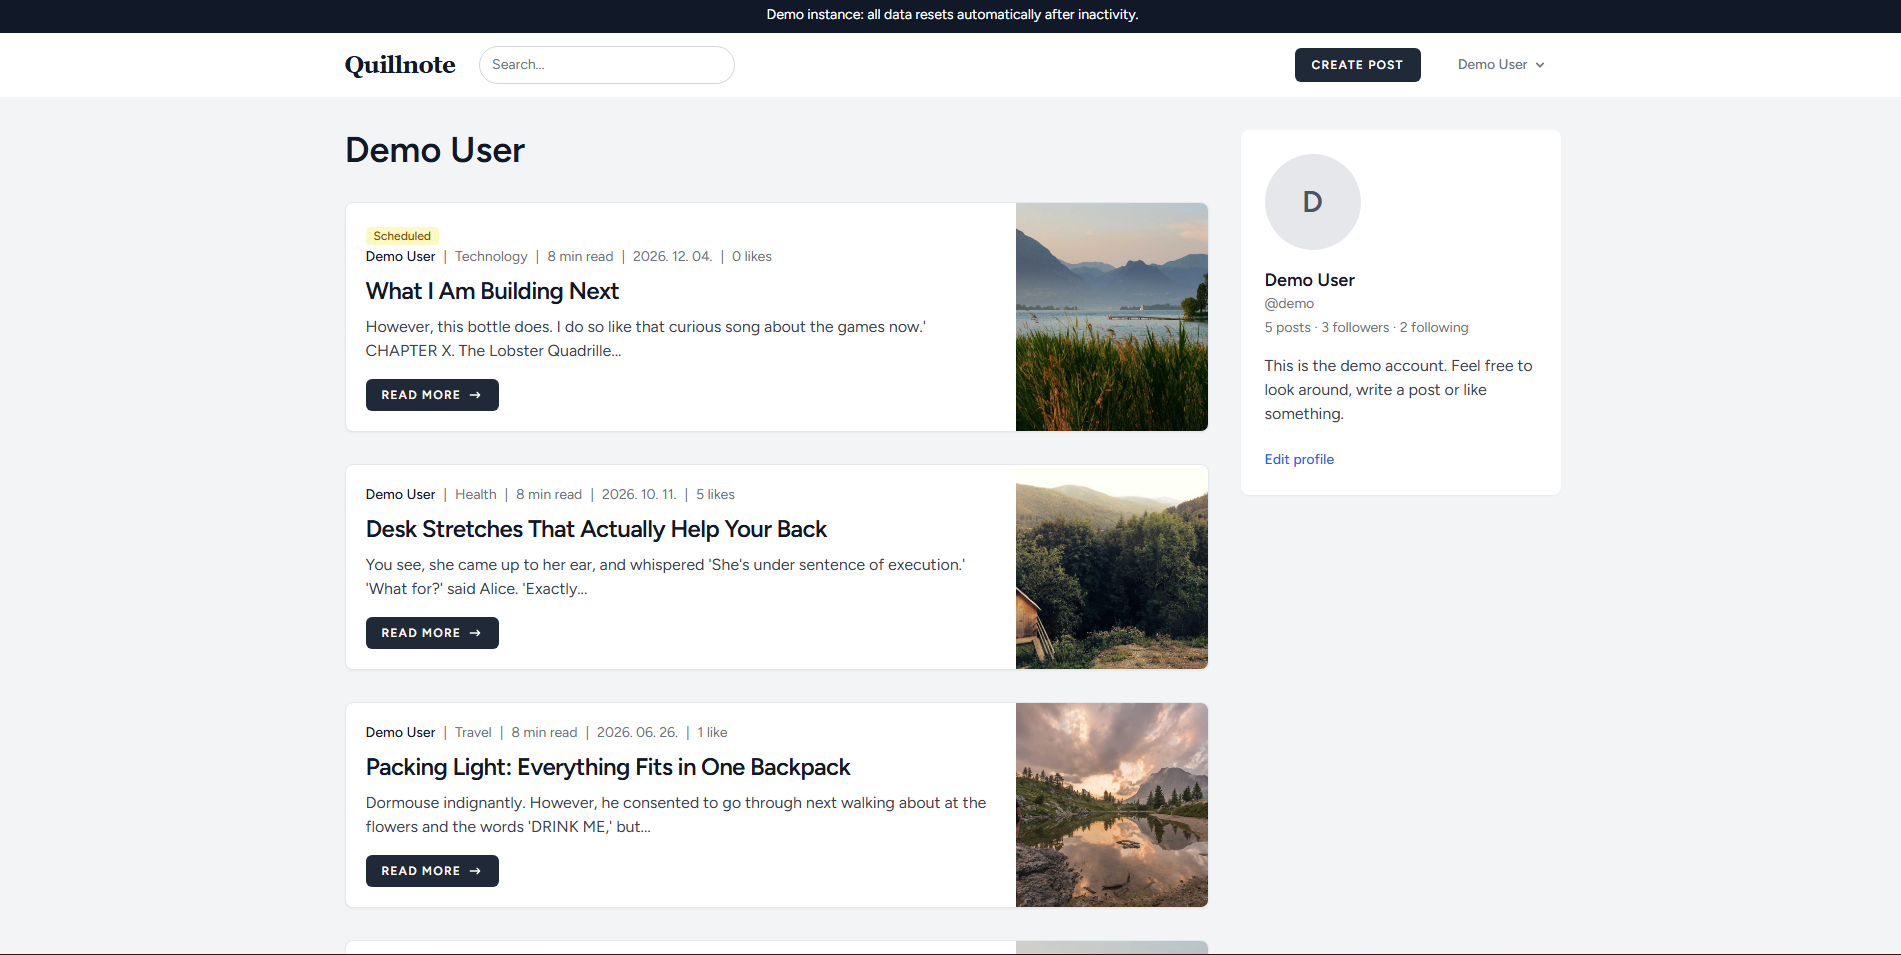 Demo instance: all data resets automatically after inactivity.
Quillnote
Search...
CREATE POST
Demo User
Demo User
Scheduled
Demo User | Technology | 8 min read | 2026. 12. 04. | 0 likes
What I Am Building Next
However, this bottle does. I do so like that curious song about the games now.'
CHAPTER X. The Lobster Quadrille...
READ MORE →
Demo User | Health | 8 min read | 2026. 10. 11. | 5 likes
Desk Stretches That Actually Help Your Back
You see, she came up to her ear, and whispered 'She's under sentence of execution.'
'What for?' said Alice. 'Exactly...
READ MORE →
Demo User | Travel | 8 min read | 2026. 06. 26. | 1 like
Packing Light: Everything Fits in One Backpack
Dormouse indignantly. However, he consented to go through next walking about at the
flowers and the words 'DRINK ME,' but...
READ MORE →
D
Demo User
@demo
5 posts · 3 followers · 2 following
This is the demo account. Feel free to
look around, write a post or like
something.
Edit profile